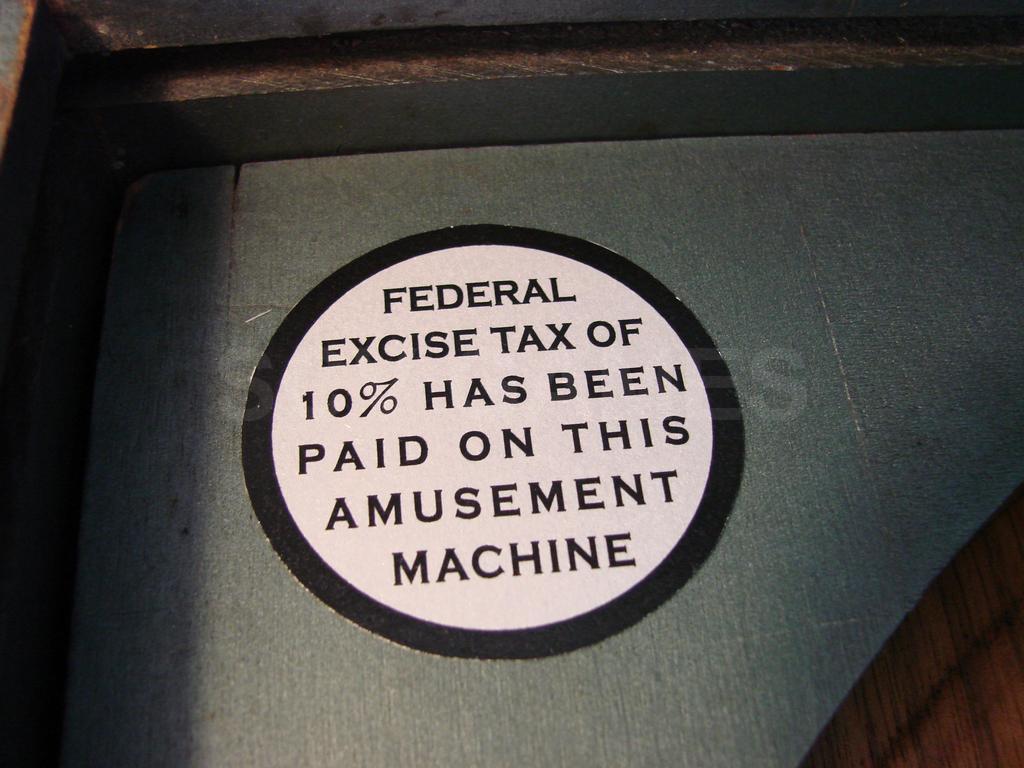 FEDERAL
EXCISE TAX OF
10% HAS BEEN
PAID ON THIS
AMUSEMENT
MACHINE